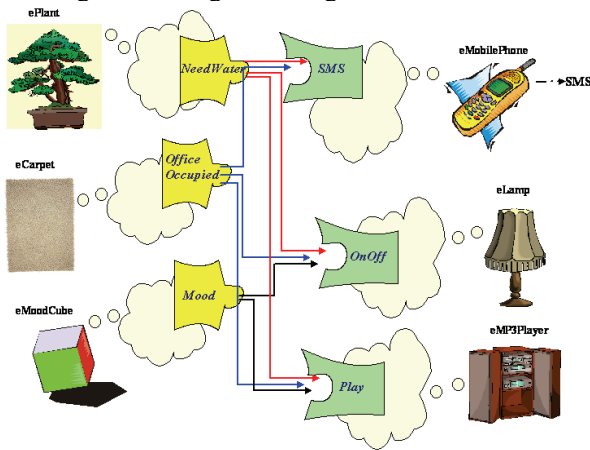 ePlant
NeedWater
SMS
eMobilePhone
SMS
eCarpet
Office
Occupied
eLamp
OnOff
eMoodCube
Mood
eMP3Player
Play